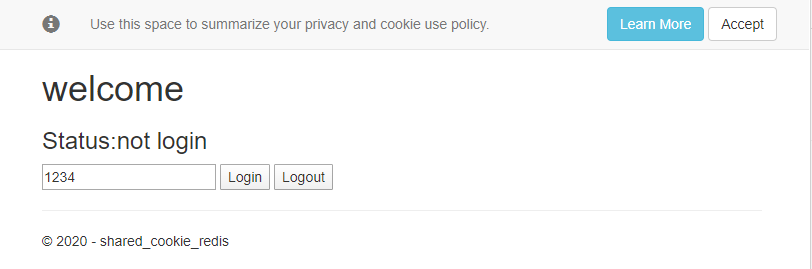 Use this space to summarize your privacy and cookie use policy. Learn More Accept
welcome
Status:not login
1234 Login Logout
© 2020 - shared_cookie_redis